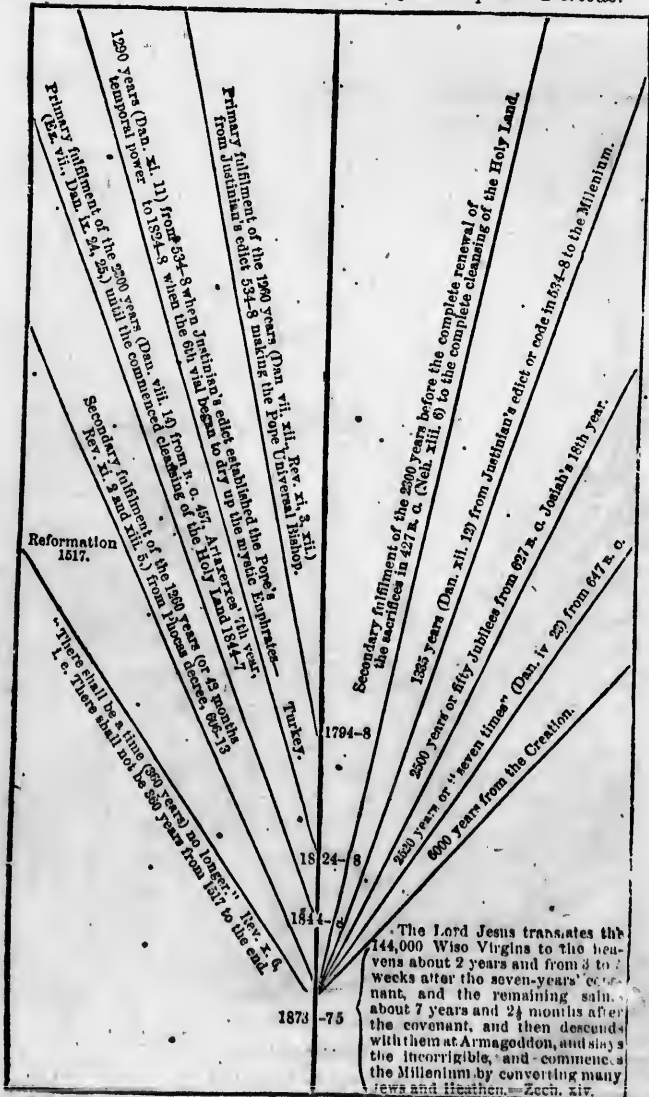 Primary fulfilment of the 1260 years (Dan vii. xii., Rev. xi, 3, xii.)
from Justinian's edict 534-8 making the Pope Universal Bishop.
1290 years (Dan. xi. 11) from 534-8 when Justinian's edict established the Pope's
temporal power to 1824-8 when the 6th vial began to dry up the mystic Euphrates—
Turkey.
Primary fulfilment of the 2300 years (Dan. viii. 14) from B. C. 457, Artaxerxes' 7th year,
(Ez. vii., Dan. ix. 24, 25,) until the commenced cleansing of the Holy Land 1844-7
Secondary fulfilment of the 1260 years (or 42 months
Rev. xi. 2 and xiii. 5,) from Phocas decree, 606-13
Reformation
1517.
"There shall be a time (360 years) no longer." Rev. x. 6,
i. e. There shall not be 360 years from 1517 to the end.
Secondary fulfilment of the 2300 years before the complete renewal of
the sacrifices in 427 B. C. (Neh. xiii. 6) to the complete cleansing of the Holy Land.
1335 years (Dan. xii. 12) from Justinian's edict or code in 534-8 to the Milenium.
2500 years or fifty Jubilees from 627 B. C. Josiah's 18th year.
2520 years or "seven times" (Dan. iv 23) from 647 B. C.
6000 years from the Creation.
1794-8
1824-8
1844-
1873-75
The Lord Jesus translates the
144,000 Wise Virgins to the hea-
vens about 2 years and from 3 to
weeks after the seven-years' cove-
nant, and the remaining saints
about 7 years and 2½ months after
the covenant, and then descends
with them at Armagoddon, and slays
the incorrigible, and commences
the Millenium by converting many
Jews and Heathen.—Zech. xiv.